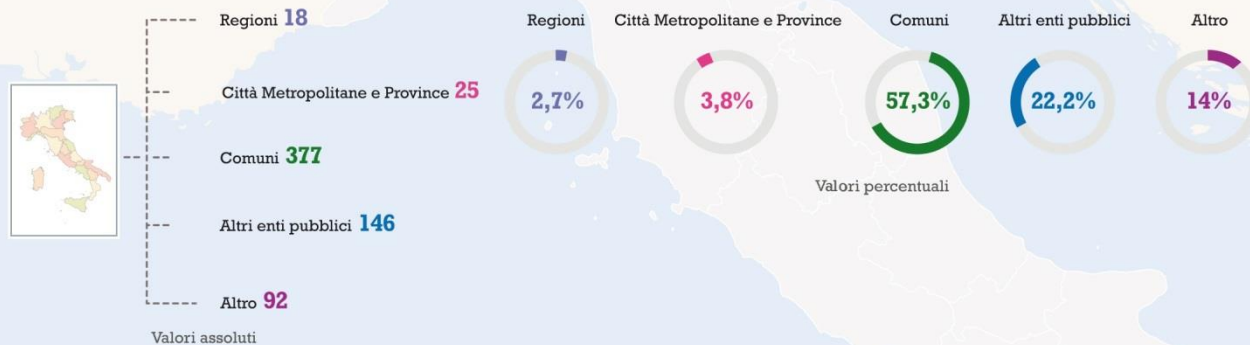 Regioni 18
Città Metropolitane e Province 25
Comuni 377
Altri enti pubblici 146
Altro 92
Valori assoluti
Regioni
2,7%
Città Metropolitane e Province
3,8%
Comuni
57,3%
Altri enti pubblici
22,2%
Altro
14%
Valori percentuali